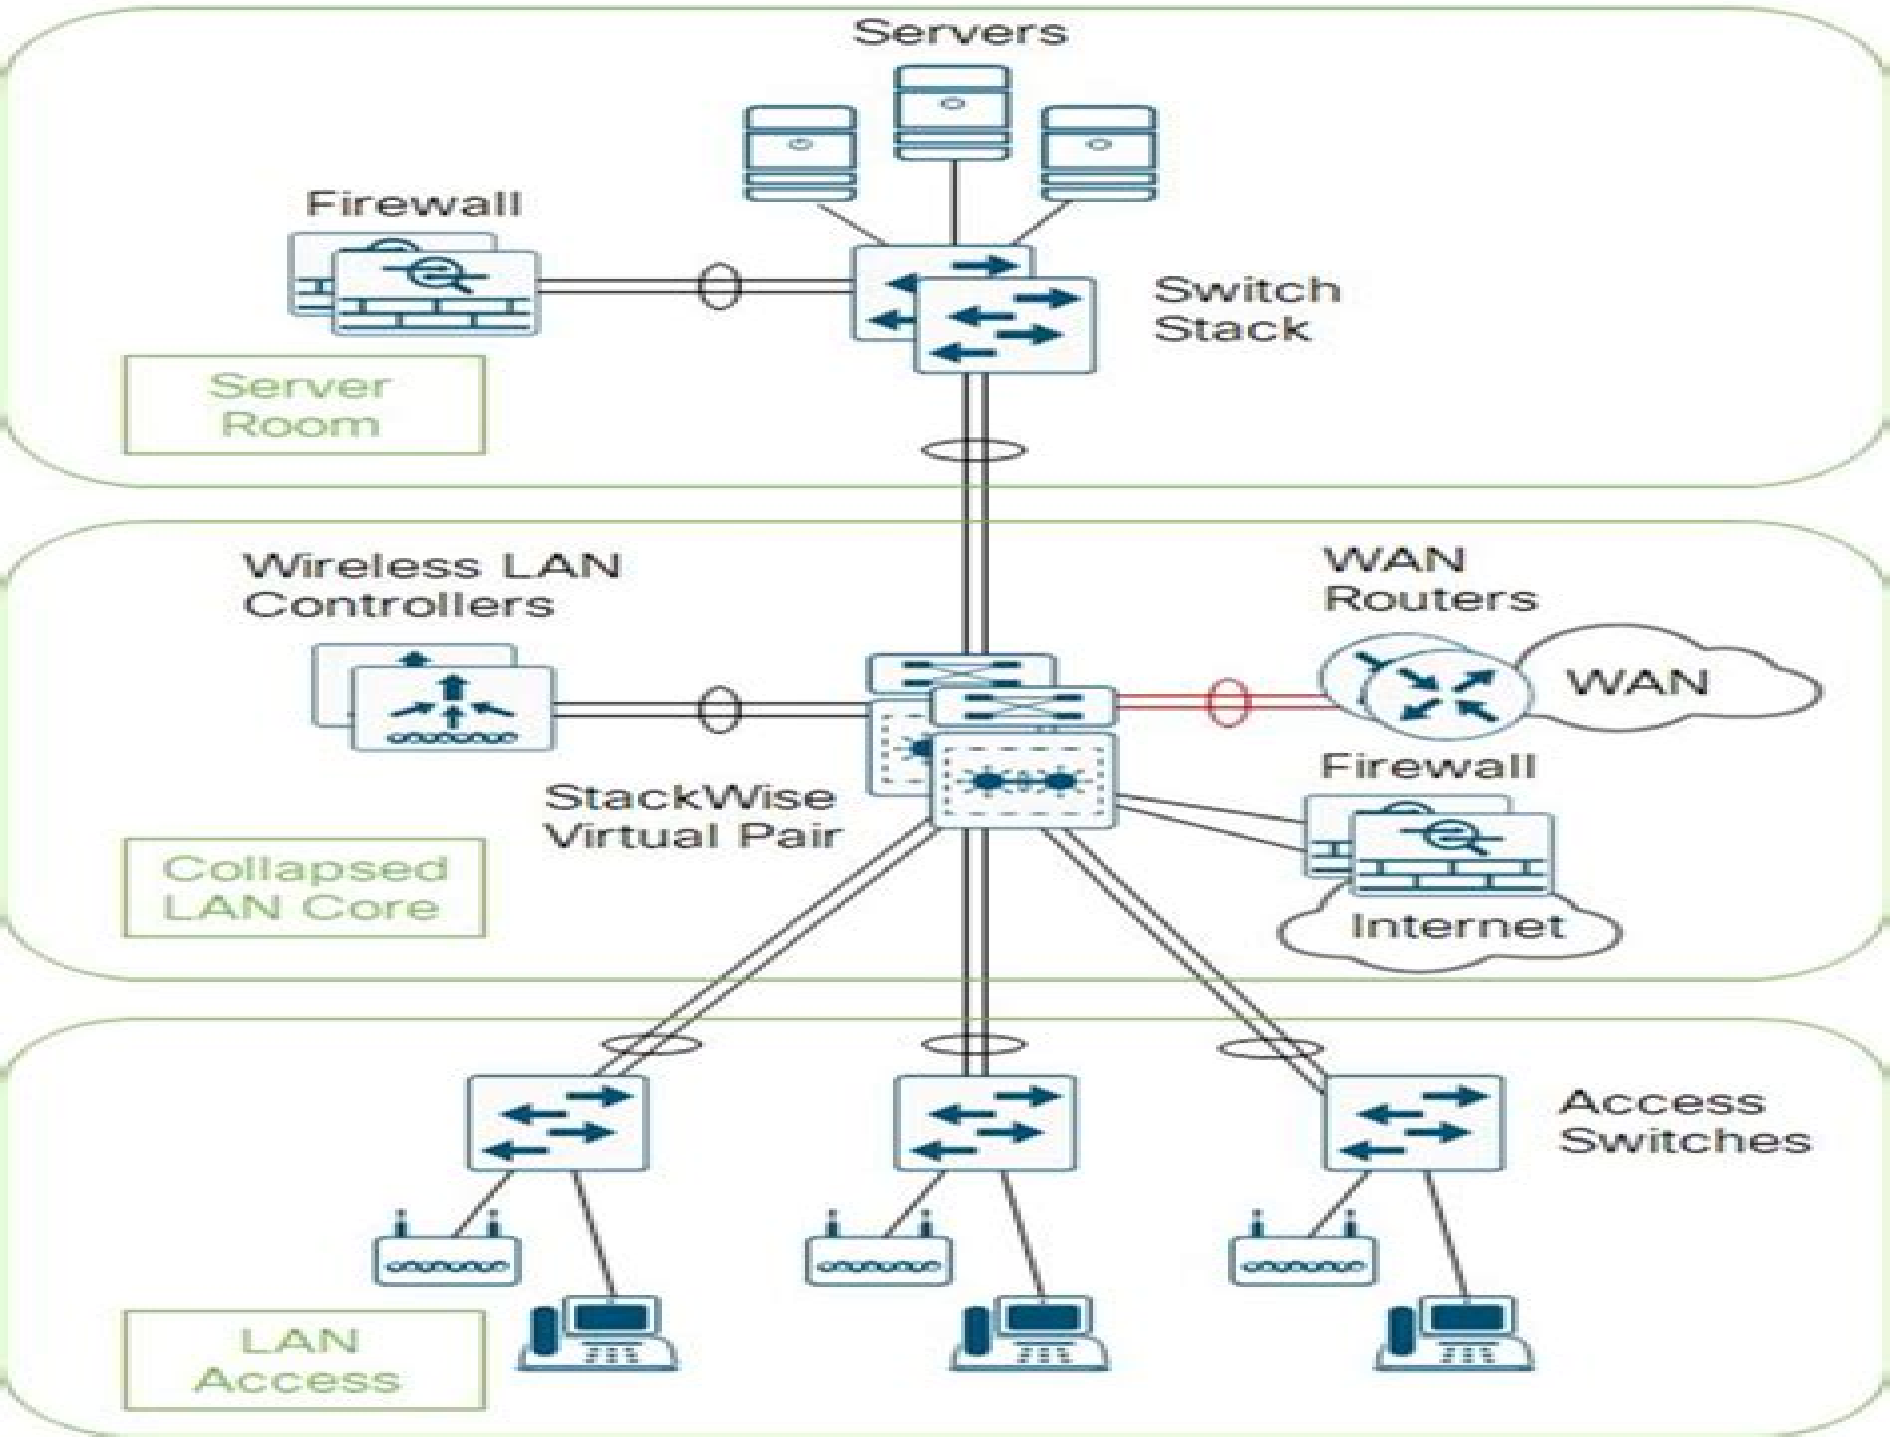 Servers
Firewall
Switch
Stack
Server
Room
Wireless LAN
Controllers
WAN
Routers
WAN
StackWise
Virtual Pair
Firewall
Internet
Collapsed
LAN Core
Access
Switches
LAN
Access